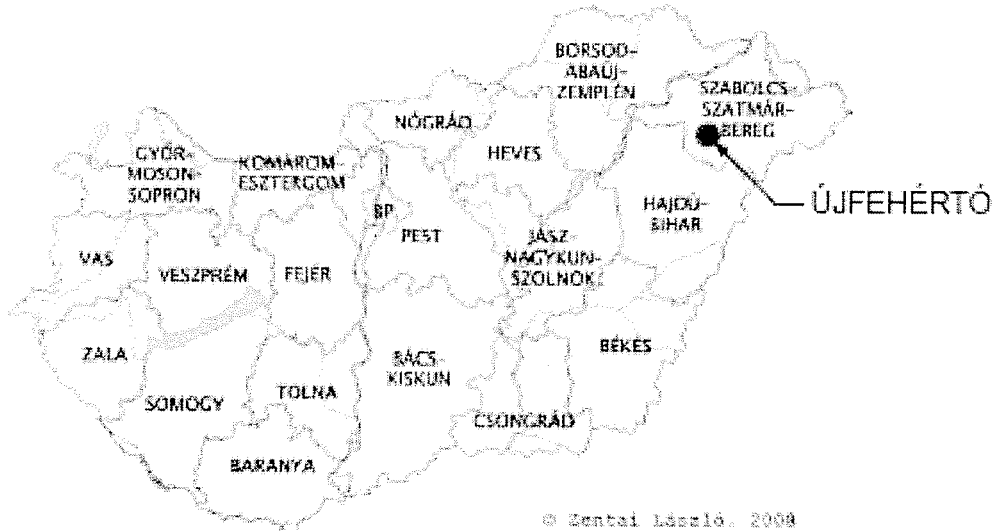 BORSOD-
ABAÚJ-
ZEMPLÉN
SZABOLCS-
SZATMÁR-
BEREG
NÓGRÁD
HEVES
GYŐR-
MOSON-
SOPRON
KOMÁROM-
ESZTERGOM
BP
PEST
HAJDÚ-
BIHAR
ÚJFEHÉRTÓ
JÁSZ-
NAGYKUN-
SZOLNOK
VAS
VESZPRÉM
FEJÉR
ZALA
SOMOGY
TOLNA
BÁCS-
KISKUN
BÉKÉS
CSONGRÁD
BARANYA
© Zentai László, 2000